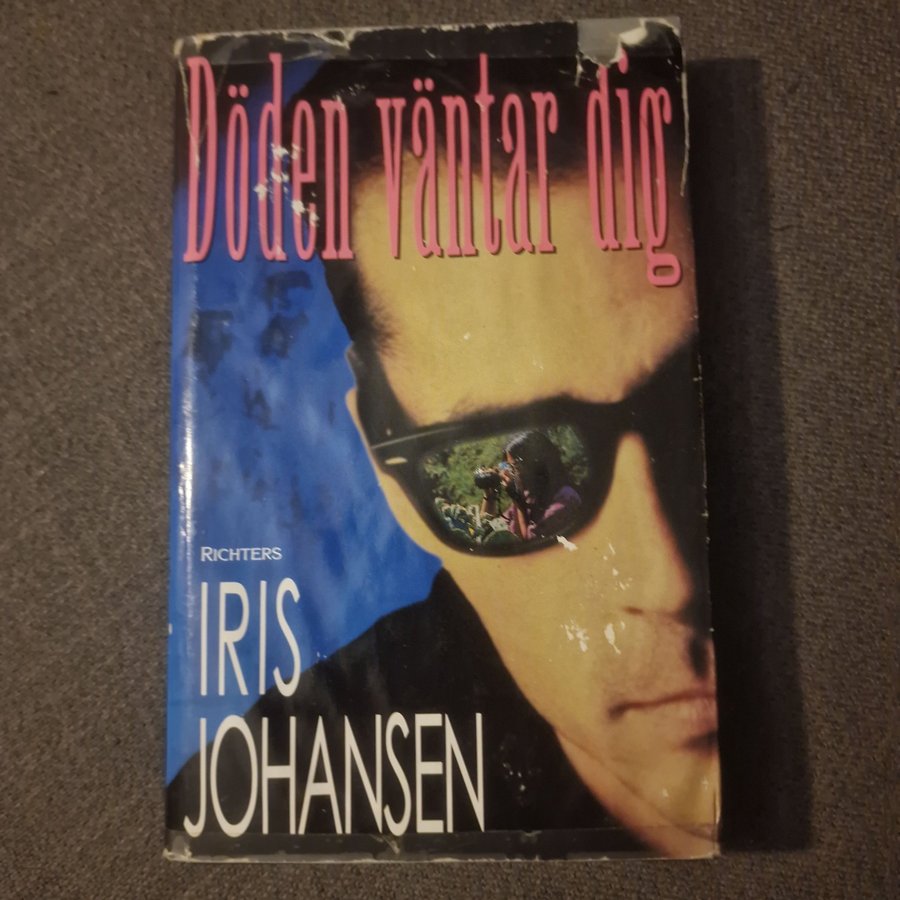 Döden väntar dig
RICHTERS
IRIS
JOHANSEN